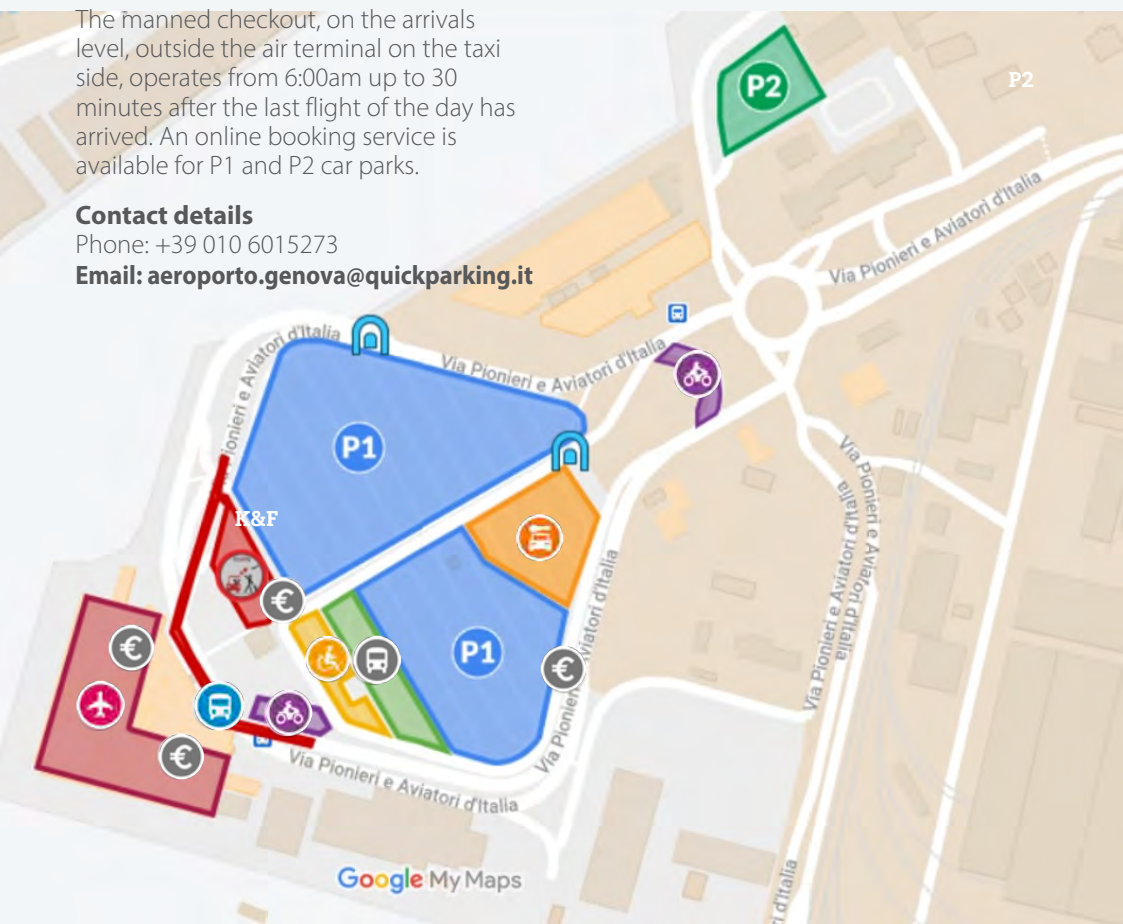 The manned checkout, on the arrivals
level, outside the air terminal on the taxi
side, operates from 6:00am up to 30
minutes after the last flight of the day has
arrived. An online booking service is
available for P1 and P2 car parks.
Contact details
Phone: +39 010 6015273
Email: aeroporto.genova@quickparking.it
P2
P2
Via Pionieri e Aviatori d'Italia
Pionieri e Aviatori d'Italia
Via Pionieri e Aviatori d'Italia
P1
K&F
€
Via Pionieri e Aviatori d'Italia
Via Pionieri e Aviatori d'Italia
Via Pionieri e Aviatori d'Italia
P1
€
€
€
Via Pionieri e Aviatori d'Italia
d'Italia
Google My Maps